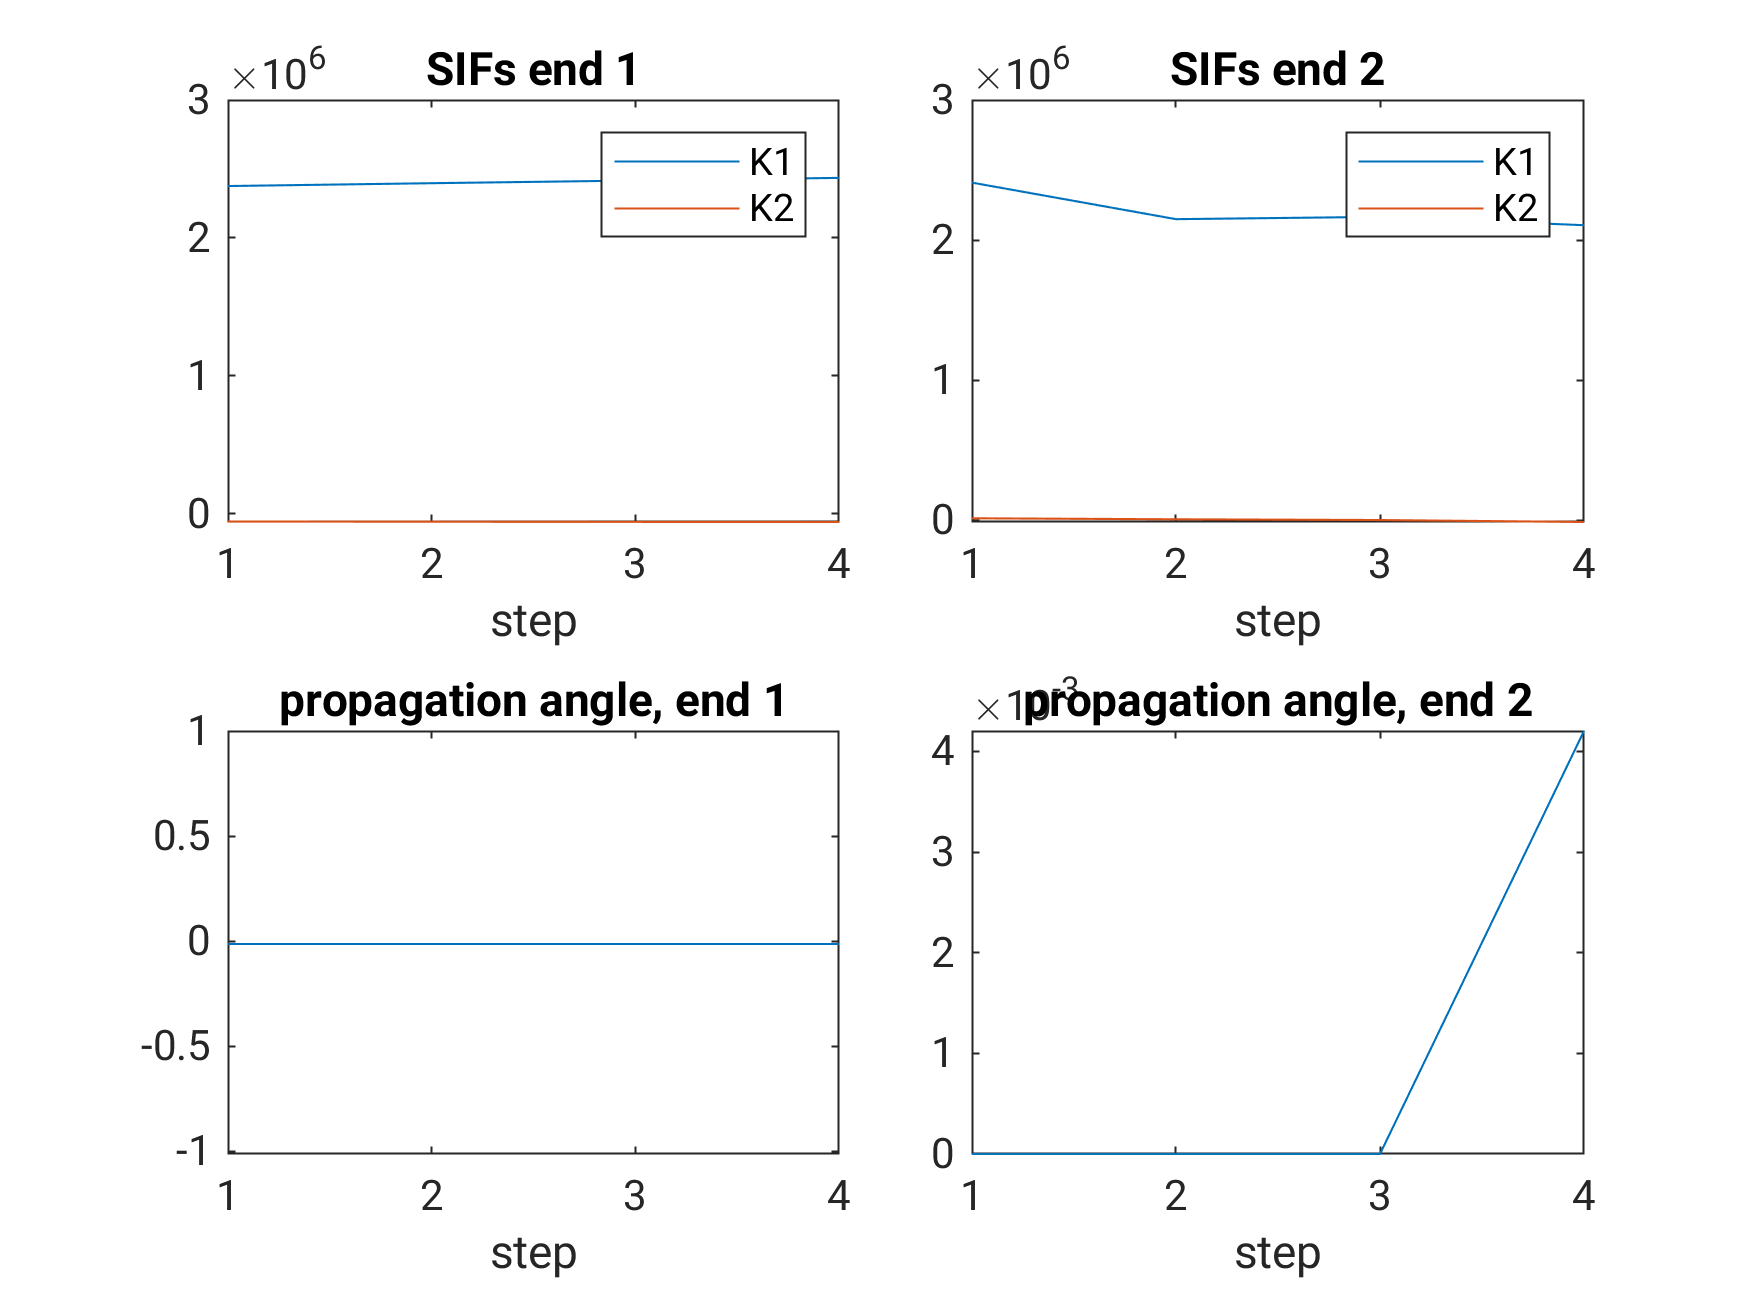 SIFs end 1
×10⁶
3
2
1
0
K1
K2
1 2 3 4
step
SIFs end 2
×10⁶
3
2
1
0
K1
K2
1 2 3 4
step
propagation angle, end 1
1
0.5
0
-0.5
-1
1 2 3 4
step
propagation angle, end 2
×10⁻³
4
3
2
1
0
1 2 3 4
step